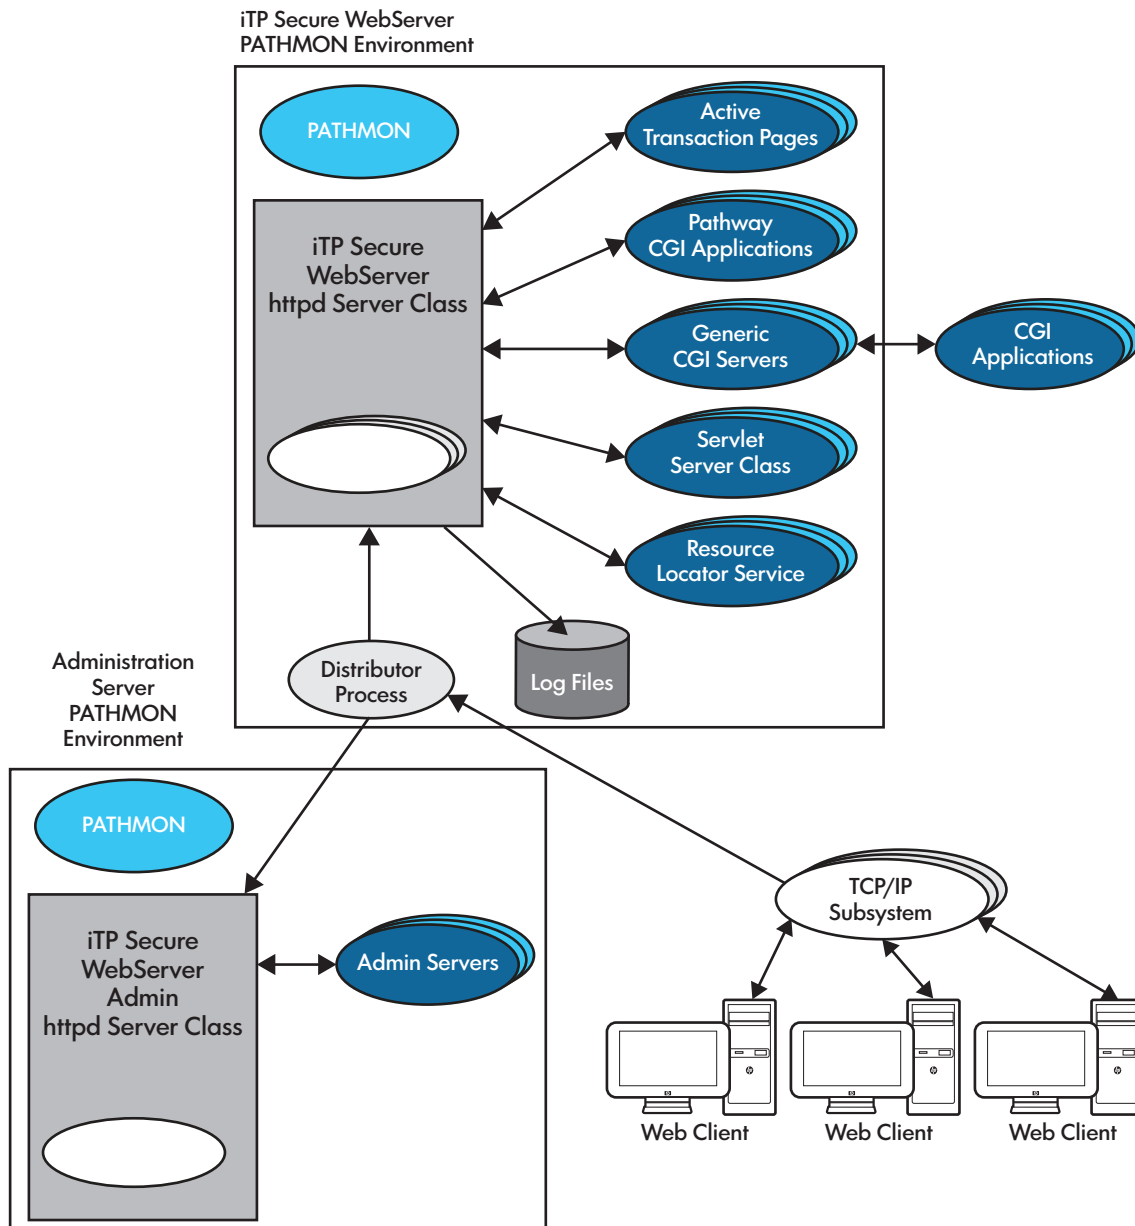 iTP Secure WebServer
PATHMON Environment
PATHMON
Active
Transaction Pages
iTP Secure
WebServer
httpd Server Class
Pathway
CGI Applications
Generic
CGI Servers
CGI
Applications
Servlet
Server Class
Resource
Locator Service
Distributor
Process
Log Files
Administration
Server
PATHMON
Environment
PATHMON
iTP Secure
WebServer
Admin
httpd Server Class
Admin Servers
TCP/IP
Subsystem
Web Client
Web Client
Web Client